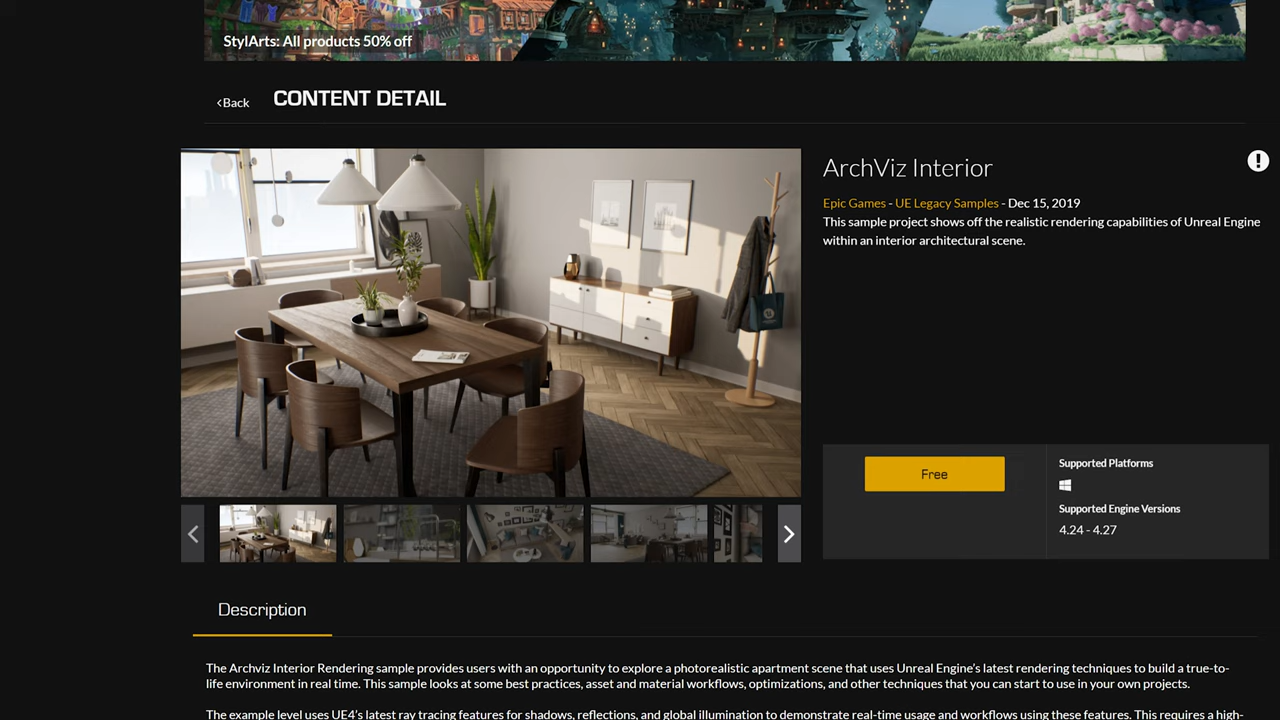 StylArts: All products 50% off
Back
CONTENT DETAIL
ArchViz Interior
Epic Games - UE Legacy Samples - Dec 15, 2019
This sample project shows off the realistic rendering capabilities of Unreal Engine
within an interior architectural scene.
Free
Supported Platforms
Supported Engine Versions
4.24 - 4.27
Description
The Archviz Interior Rendering sample provides users with an opportunity to explore a photorealistic apartment scene that uses Unreal Engine’s latest rendering techniques to build a true-to-
life environment in real time. This sample looks at some best practices, asset and material workflows, optimizations, and other techniques that you can start to use in your own projects.
The example level uses UE4’s latest ray tracing features for shadows, reflections, and global illumination to demonstrate real-time usage and workflows using these features. This requires a high-